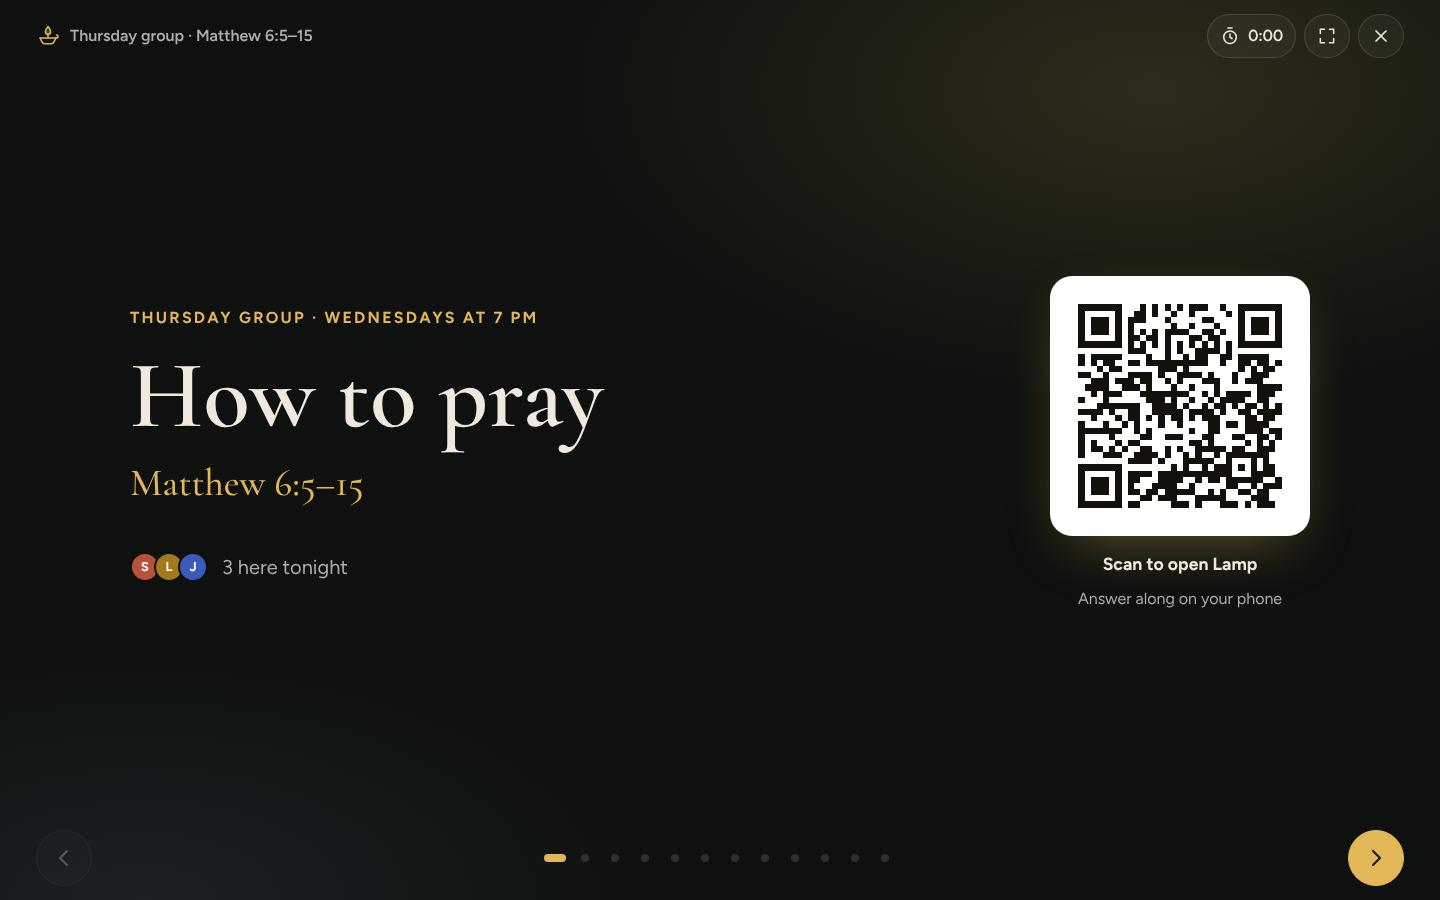 Thursday group · Matthew 6:5–15
0:00
THURSDAY GROUP · WEDNESDAYS AT 7 PM
How to pray
Matthew 6:5–15
S L J 3 here tonight
Scan to open Lamp
Answer along on your phone